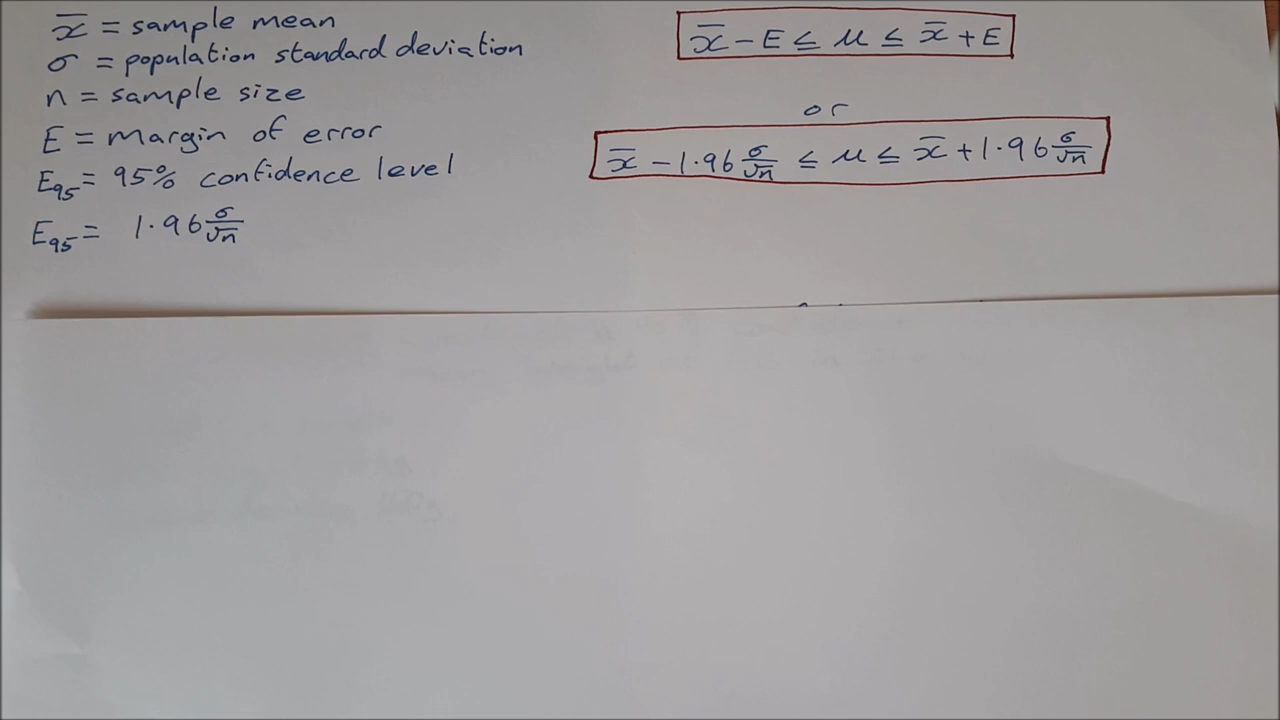 x̄ = sample mean
σ = population standard deviation
n = sample size
E = margin of error
E₉₅ = 95% confidence level
E₉₅ = 1.96 σ/√n
x̄ - E ≤ μ ≤ x̄ + E
or
x̄ - 1.96 σ/√n ≤ μ ≤ x̄ + 1.96 σ/√n